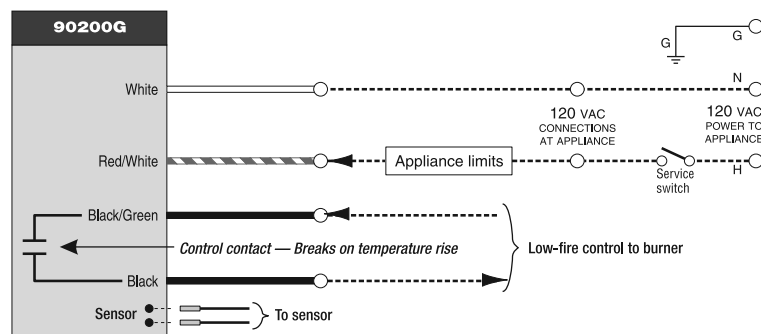 90200G
G
G
White
N
120 VAC
CONNECTIONS
AT APPLIANCE
120 VAC
POWER TO
APPLIANCE
Red/White
Appliance limits
Service
switch
H
Black/Green
Control contact — Breaks on temperature rise
Low-fire control to burner
Black
Sensor
To sensor